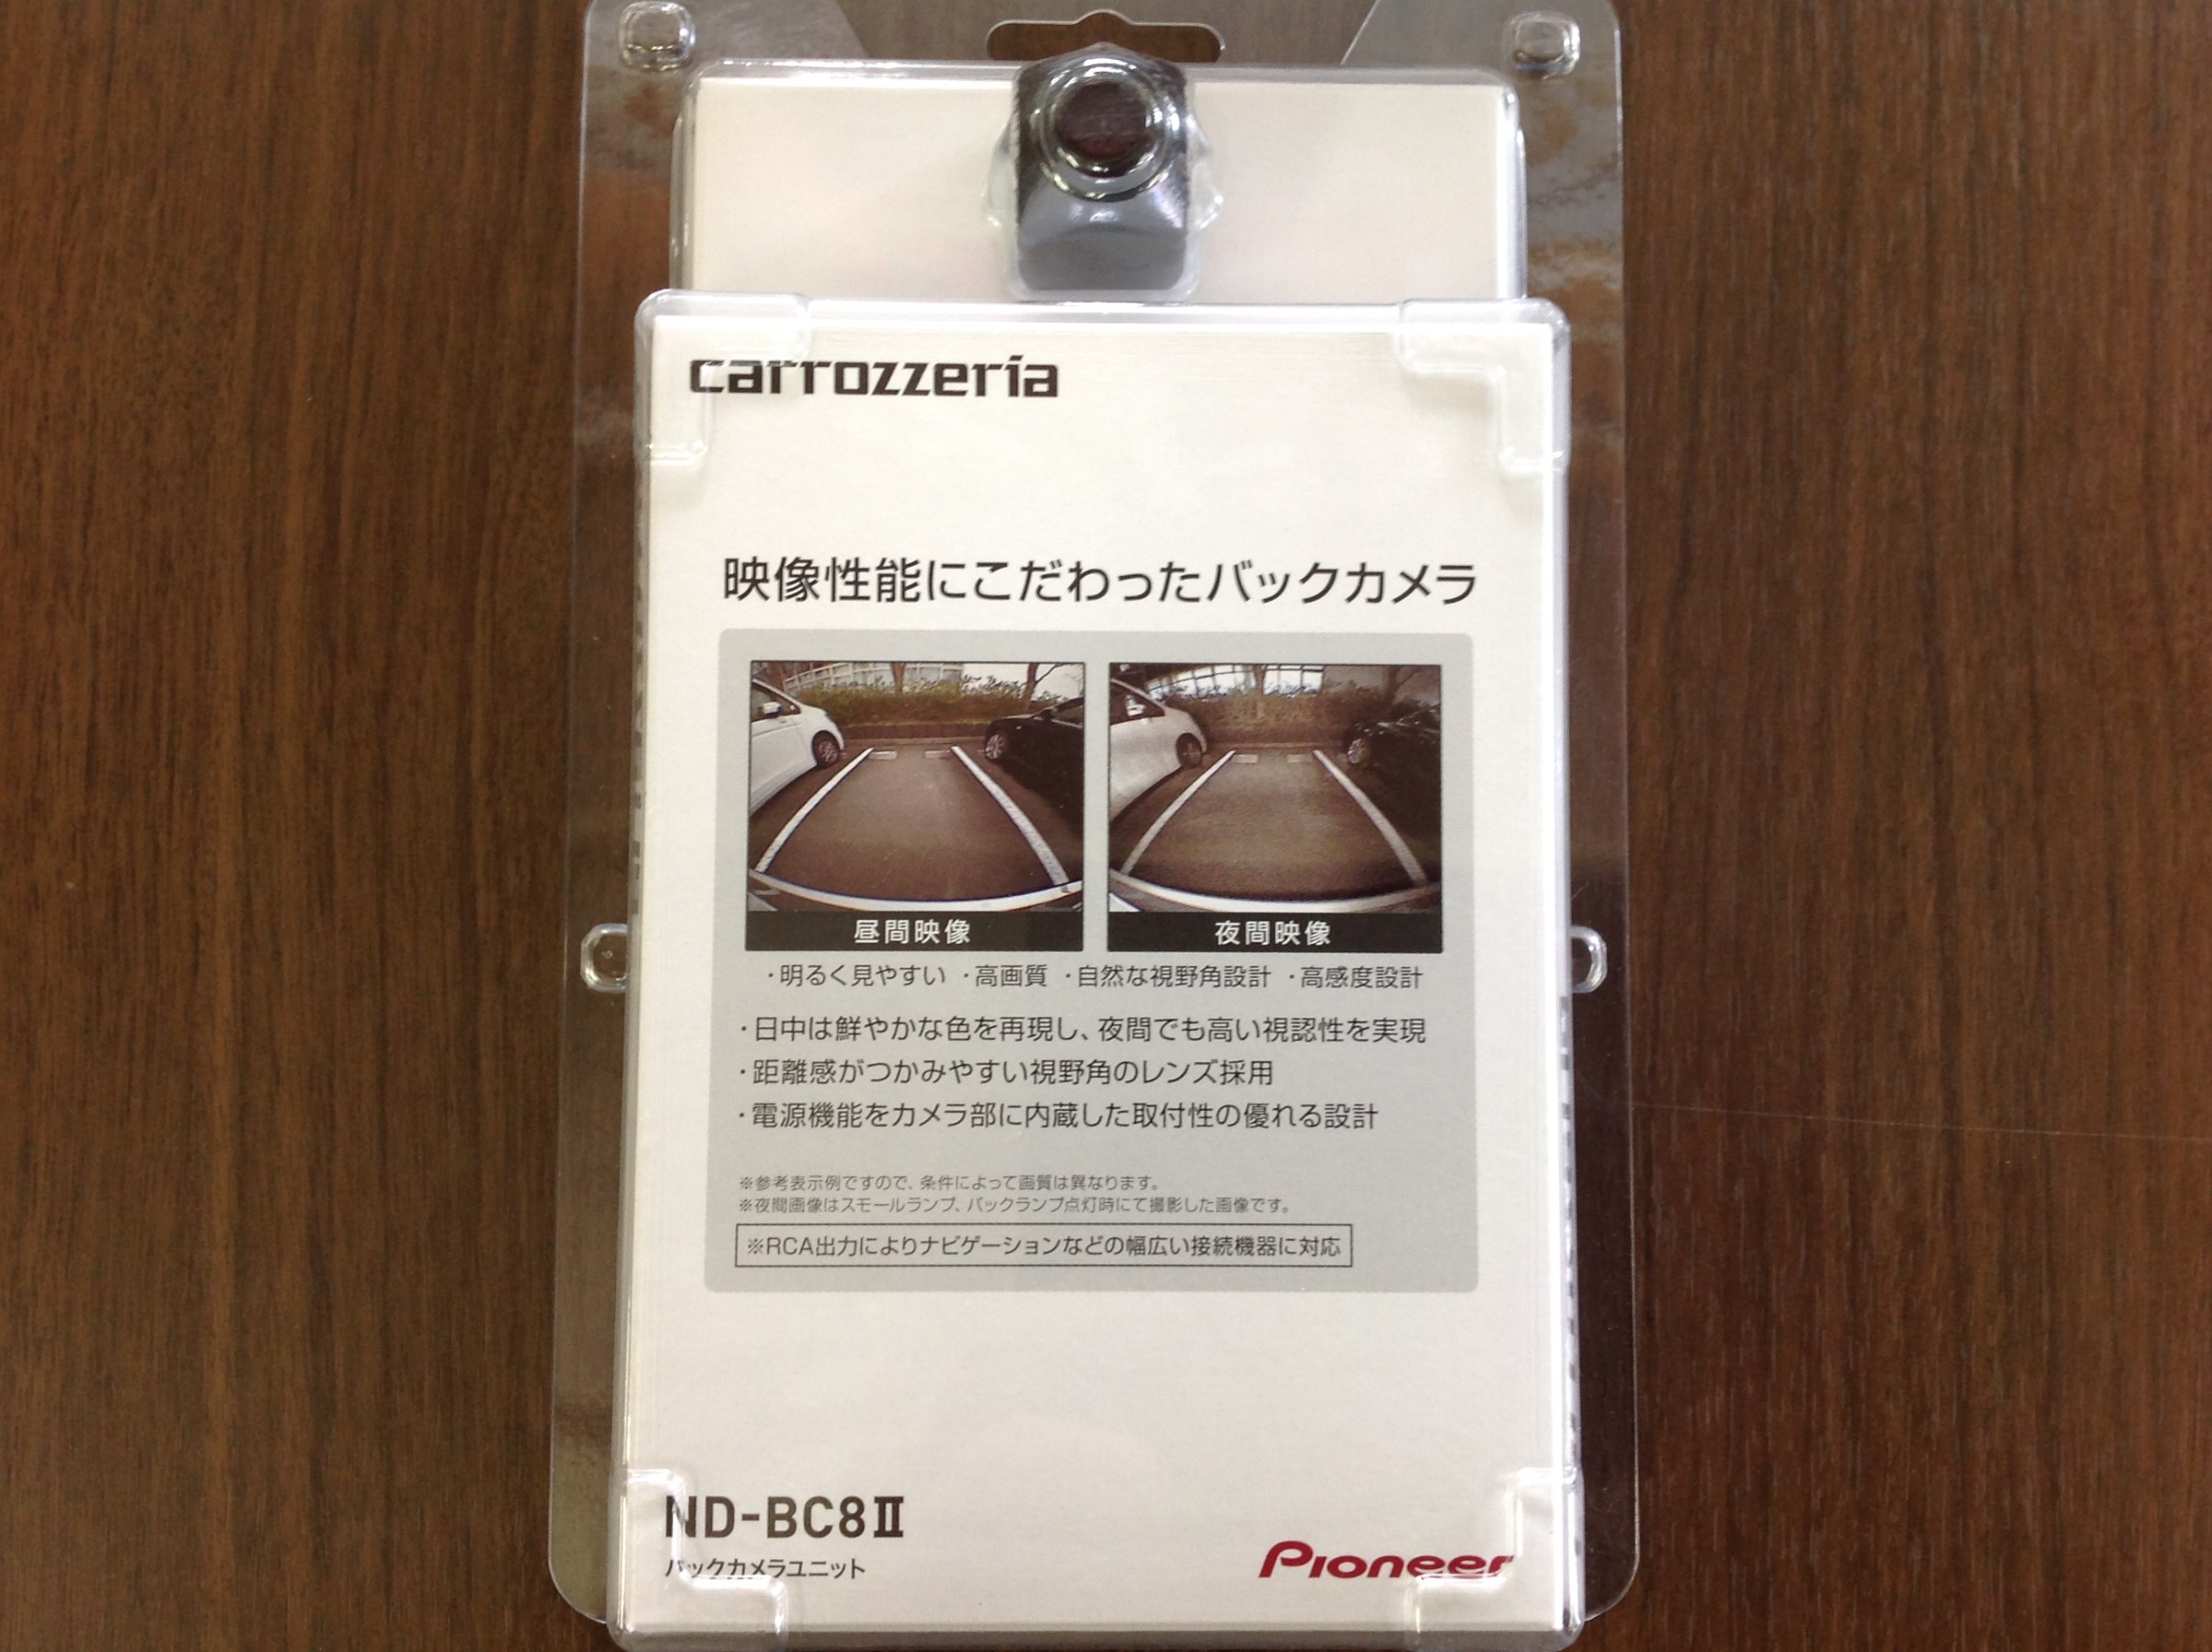 carrozzeria
映像性能にこだわったバックカメラ
昼間映像
夜間映像
・明るく見やすい ・高画質 ・自然な視野角設計 ・高感度設計
・日中は鮮やかな色を再現し、夜間でも高い視認性を実現
・距離感がつかみやすい視野角のレンズ採用
・電源機能をカメラ部に内蔵した取付性の優れる設計
※参考表示例ですので、条件によって画質は異なります。
※夜間画像はスモールランプ、バックランプ点灯時にて撮影した画像です。
※RCA出力によりナビゲーションなどの幅広い接続機器に対応
ND-BC8Ⅱ
バックカメラユニット
Pioneer